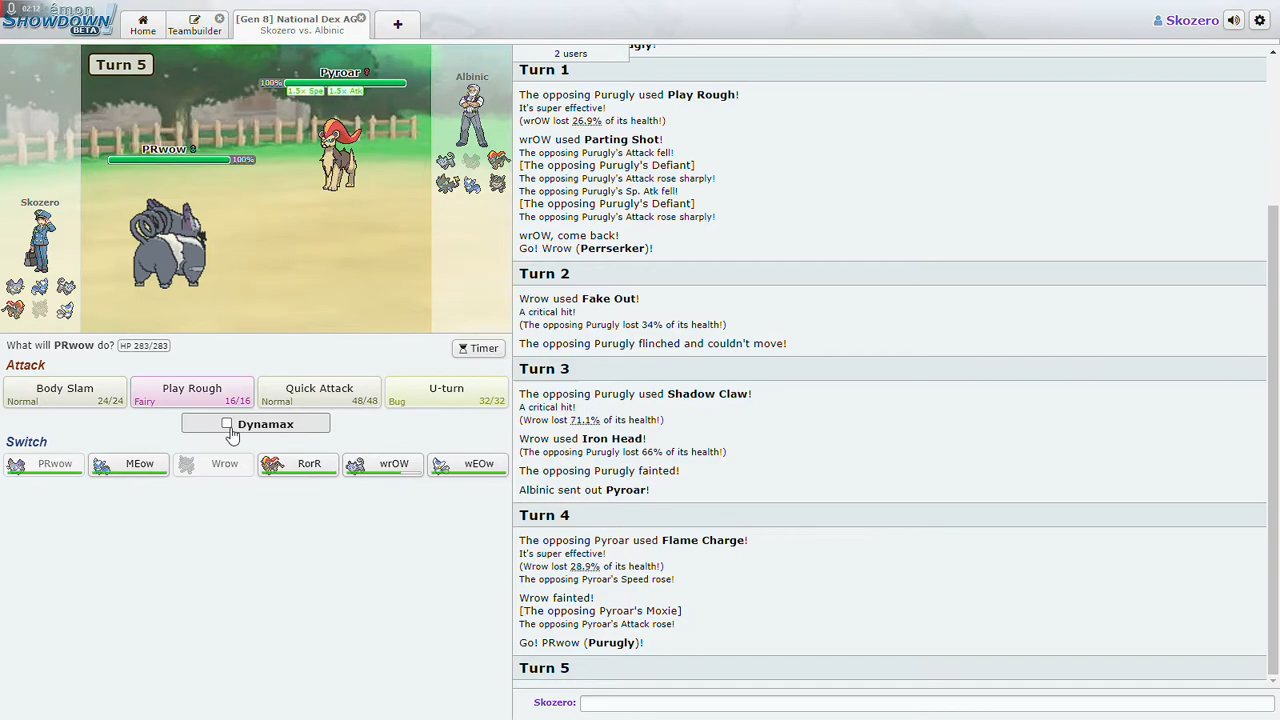 02:12
émon
SHOWDOWN
BETA
Home
Teambuilder
[Gen 8] National Dex AG
Skozero vs. Albinic
+
Skozero
Turn 5
Pyroar ?
100%
1.5× Spe 1.5× Atk
PRwow
100%
Skozero
Albinic
What will PRwow do? HP 283/283
Timer
Attack
Body Slam
Normal 24/24
Play Rough
Fairy 16/16
Quick Attack
Normal 48/48
U-turn
Bug 32/32
Dynamax
Switch
PRwow
MEow
Wrow
RorR
wrOW
wEOw
ugly!
2 users
Turn 1
The opposing Purugly used Play Rough!
It's super effective!
(wrOW lost 26.9% of its health!)
wrOW used Parting Shot!
The opposing Purugly's Attack fell!
[The opposing Purugly's Defiant]
The opposing Purugly's Attack rose sharply!
The opposing Purugly's Sp. Atk fell!
[The opposing Purugly's Defiant]
The opposing Purugly's Attack rose sharply!
wrOW, come back!
Go! Wrow (Perrserker)!
Turn 2
Wrow used Fake Out!
A critical hit!
(The opposing Purugly lost 34% of its health!)
The opposing Purugly flinched and couldn't move!
Turn 3
The opposing Purugly used Shadow Claw!
A critical hit!
(Wrow lost 71.1% of its health!)
Wrow used Iron Head!
(The opposing Purugly lost 66% of its health!)
The opposing Purugly fainted!
Albinic sent out Pyroar!
Turn 4
The opposing Pyroar used Flame Charge!
It's super effective!
(Wrow lost 28.9% of its health!)
The opposing Pyroar's Speed rose!
Wrow fainted!
[The opposing Pyroar's Moxie]
The opposing Pyroar's Attack rose!
Go! PRwow (Purugly)!
Turn 5
Skozero: